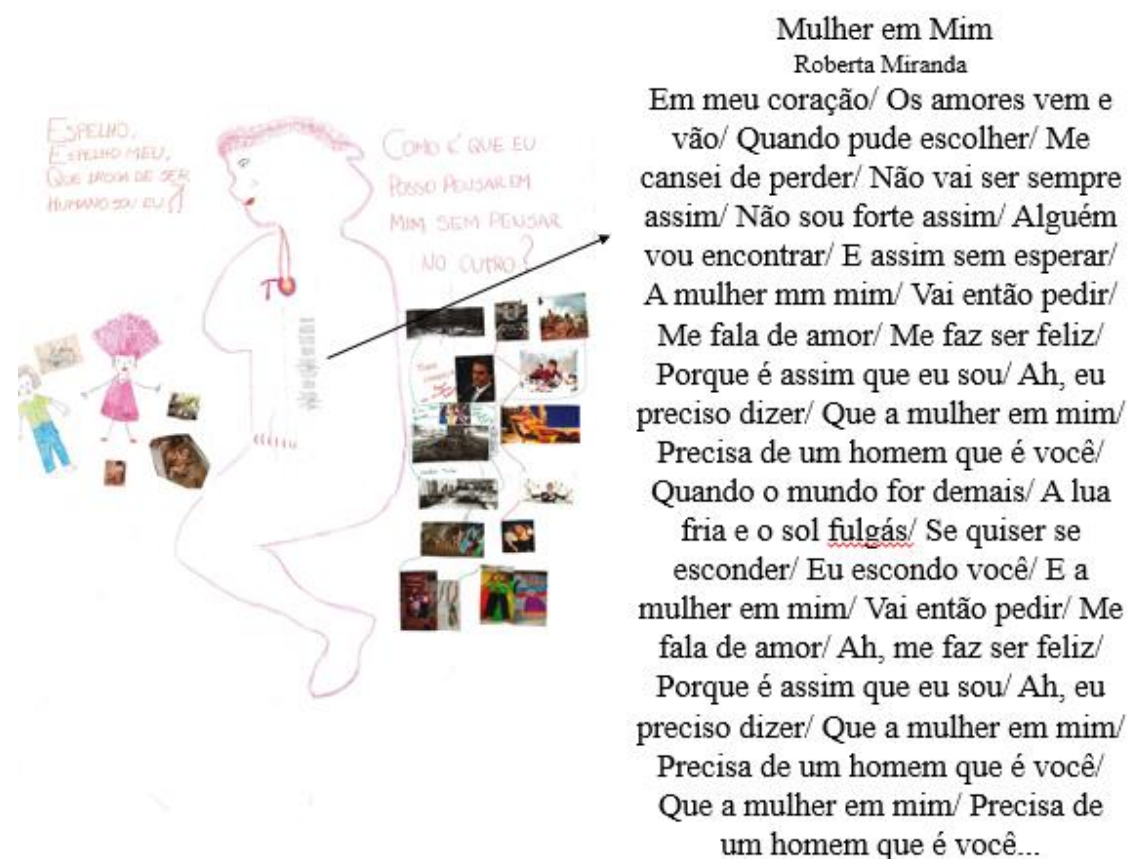 ESPELHO,
ESPELHO MEU,
QUE DROGA DE SER
HUMANO SOU EU?
COMO É QUE EU
POSSO PENSAR EM
MIM SEM PENSAR
NO OUTRO?
Mulher em Mim
Roberta Miranda
Em meu coração/ Os amores vem e
vão/ Quando pude escolher/ Me
cansei de perder/ Não vai ser sempre
assim/ Não sou forte assim/ Alguém
vou encontrar/ E assim sem esperar/
A mulher mm mim/ Vai então pedir/
Me fala de amor/ Me faz ser feliz/
Porque é assim que eu sou/ Ah, eu
preciso dizer/ Que a mulher em mim/
Precisa de um homem que é você/
Quando o mundo for demais/ A lua
fria e o sol fulgás/ Se quiser se
esconder/ Eu escondo você/ E a
mulher em mim/ Vai então pedir/ Me
fala de amor/ Ah, me faz ser feliz/
Porque é assim que eu sou/ Ah, eu
preciso dizer/ Que a mulher em mim/
Precisa de um homem que é você/
Que a mulher em mim/ Precisa de
um homem que é você...